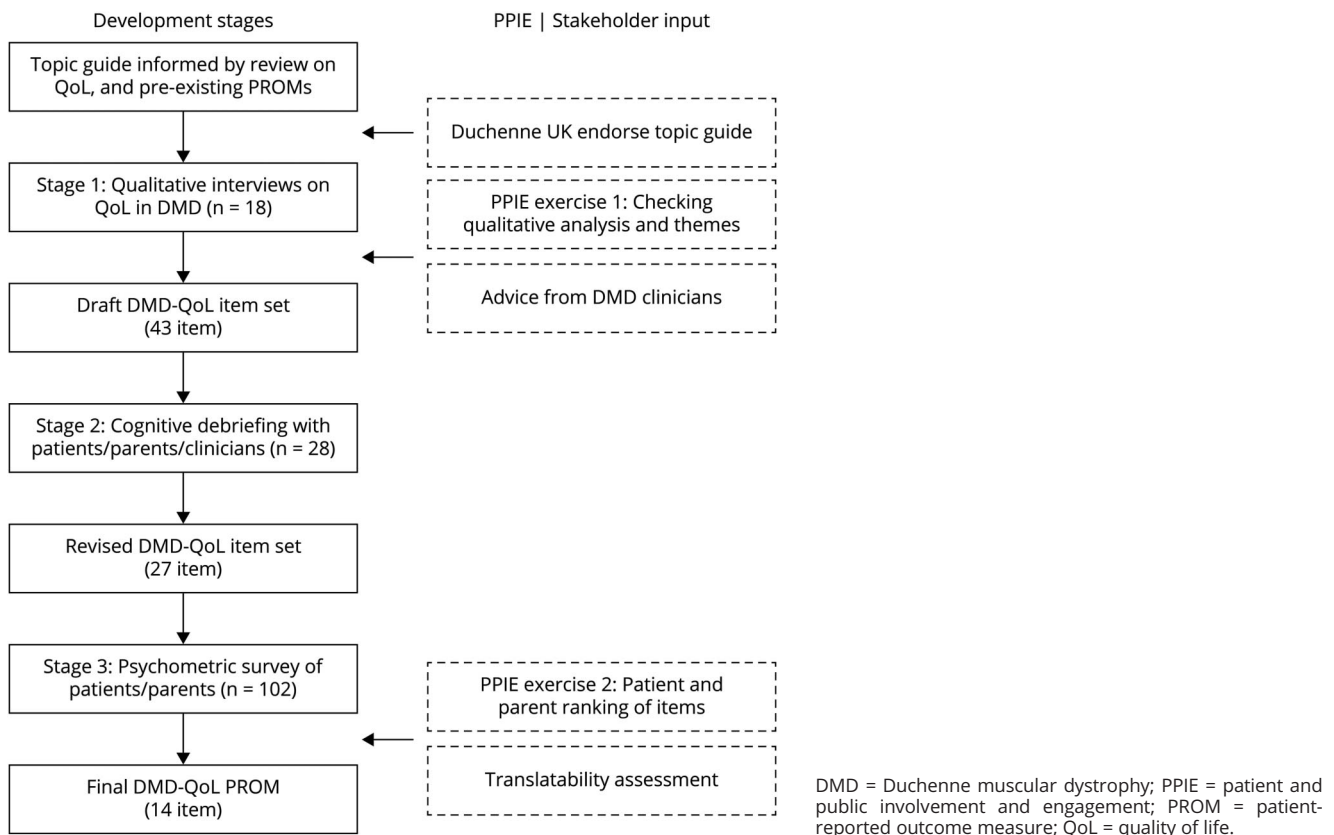 Development stages
PPIE | Stakeholder input
Topic guide informed by review on
QoL, and pre-existing PROMs
Duchenne UK endorse topic guide
Stage 1: Qualitative interviews on
QoL in DMD (n = 18)
PPIE exercise 1: Checking
qualitative analysis and themes
Advice from DMD clinicians
Draft DMD-QoL item set
(43 item)
Stage 2: Cognitive debriefing with
patients/parents/clinicians (n = 28)
Revised DMD-QoL item set
(27 item)
Stage 3: Psychometric survey of
patients/parents (n = 102)
PPIE exercise 2: Patient and
parent ranking of items
Translatability assessment
Final DMD-QoL PROM
(14 item)
DMD = Duchenne muscular dystrophy; PPIE = patient and
public involvement and engagement; PROM = patient-
reported outcome measure; QoL = quality of life.